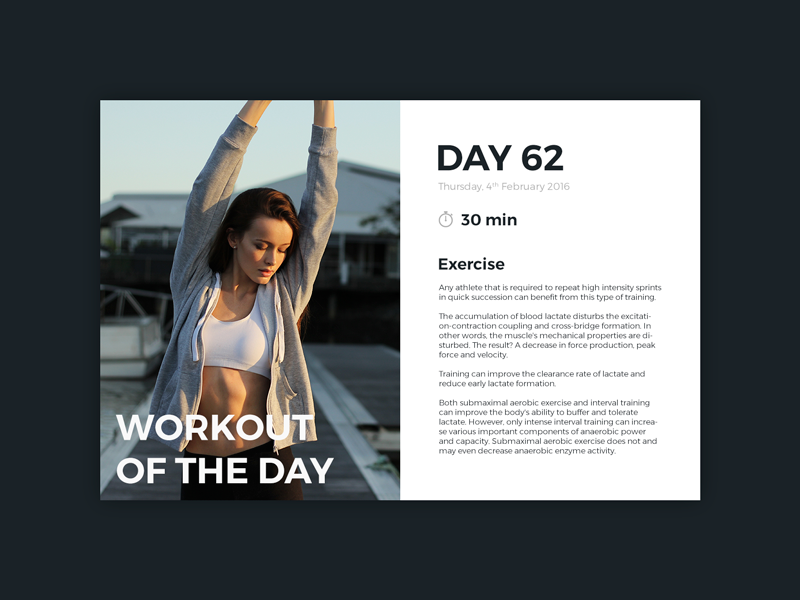 WORKOUT
OF THE DAY
DAY 62
Thursday, 4th February 2016
30 min
Exercise
Any athlete that is required to repeat high intensity sprints
in quick succession can benefit from this type of training.
The accumulation of blood lactate disturbs the excitati-
on-contraction coupling and cross-bridge formation. In
other words, the muscle's mechanical properties are di-
sturbed. The result? A decrease in force production, peak
force and velocity.
Training can improve the clearance rate of lactate and
reduce early lactate formation.
Both submaximal aerobic exercise and interval training
can improve the body's ability to buffer and tolerate
lactate. However, only intense interval training can increa-
se various important components of anaerobic power
and capacity. Submaximal aerobic exercise does not and
may even decrease anaerobic enzyme activity.